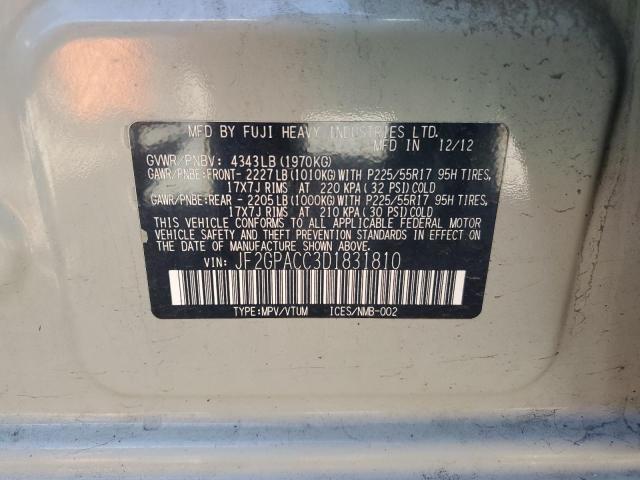 MFD BY FUJI HEAVY INDUSTRIES LTD.
MFD IN 12/12
GVWR/PNBV: 4343LB(1970KG)
GAWR/PNBE:FRONT- 2227LB(1010KG)WITH P225/55R17 95H TIRES,
17X7J RIMS AT 220 KPA(32 PSI)COLD
GAWR/PNBE:REAR - 2205LB(1000KG)WITH P225/55R17 95H TIRES,
17X7J RIMS AT 210 KPA(30 PSI)COLD
THIS VEHICLE CONFORMS TO ALL APPLICABLE FEDERAL MOTOR
VEHICLE SAFETY AND THEFT PREVENTION STANDARDS IN EFFECT
ON THE DATE OF MANUFACTURE SHOWN ABOVE.
VIN: JF2GPACC3D1831810
TYPE:MPV/VTUM ICES/NMB-002